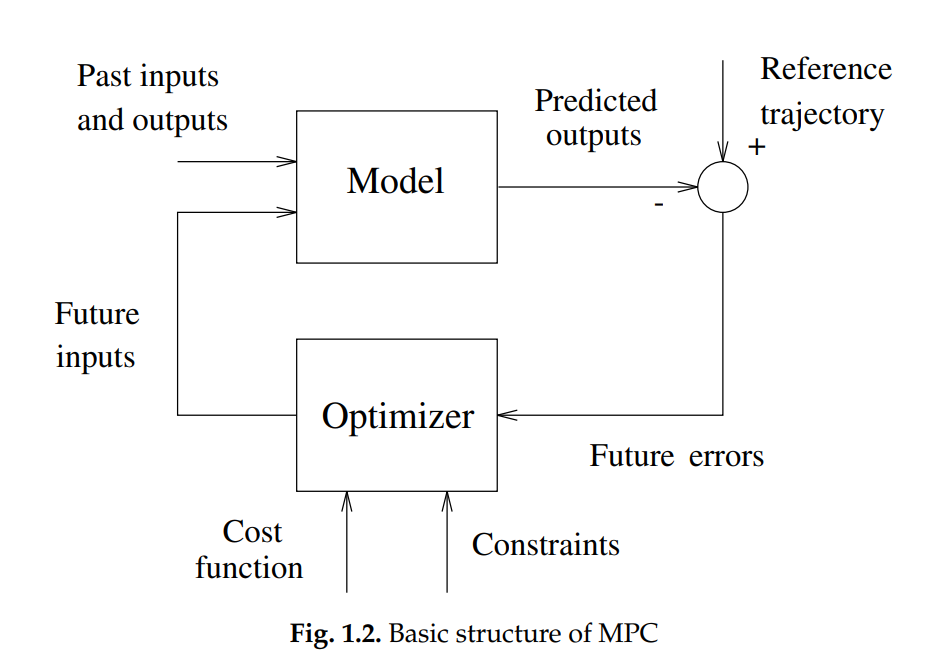 Past inputs
and outputs
Model
Predicted
outputs
-
Reference
trajectory
+
Future
inputs
Optimizer
Future errors
Cost
function
Constraints
Fig. 1.2. Basic structure of MPC